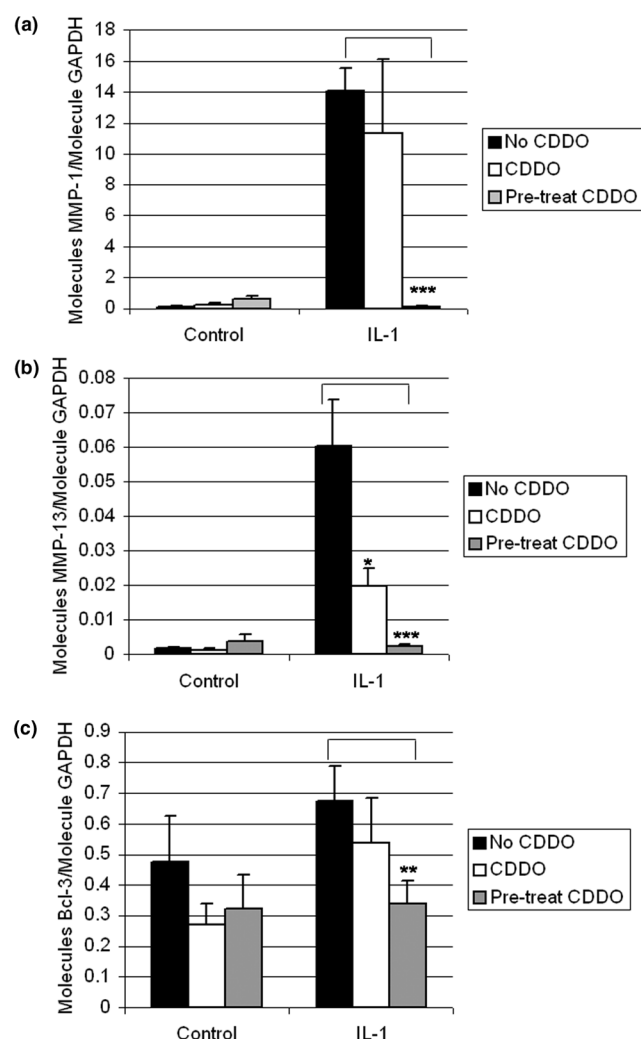 (a)
Molecules MMP-1/Molecule GAPDH
18
16
14
12
10
8
6
4
2
0
***
Control
IL-1
No CDDO
CDDO
Pre-treat CDDO
(b)
Molecules MMP-13/Molecule GAPDH
0.08
0.07
0.06
0.05
0.04
0.03
0.02
0.01
0
*
***
Control
IL-1
No CDDO
CDDO
Pre-treat CDDO
(c)
Molecules Bcl-3/Molecule GAPDH
0.9
0.8
0.7
0.6
0.5
0.4
0.3
0.2
0.1
0
**
Control
IL-1
No CDDO
CDDO
Pre-treat CDDO